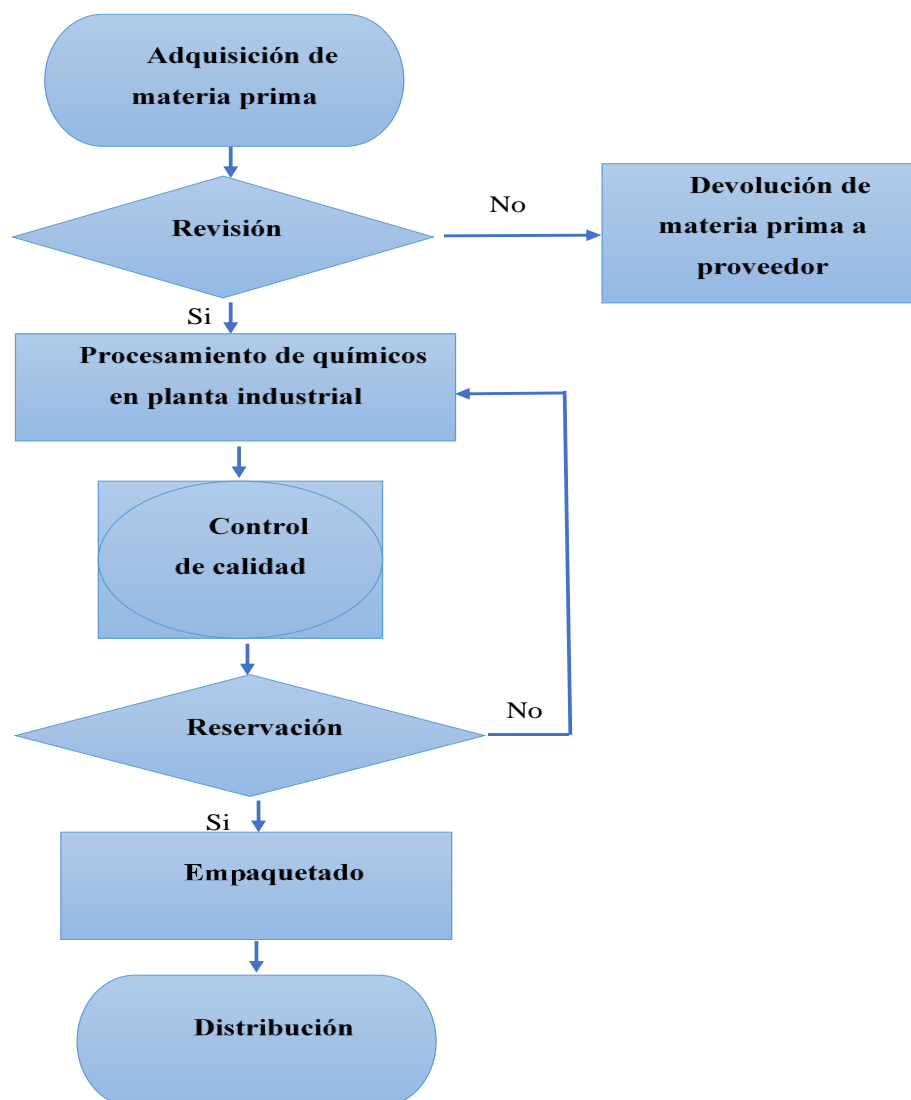 Adquisición de
materia prima
Revisión
No
Devolución de
materia prima a
proveedor
Si
Procesamiento de químicos
en planta industrial
Control
de calidad
Reservación
No
Si
Empaquetado
Distribución